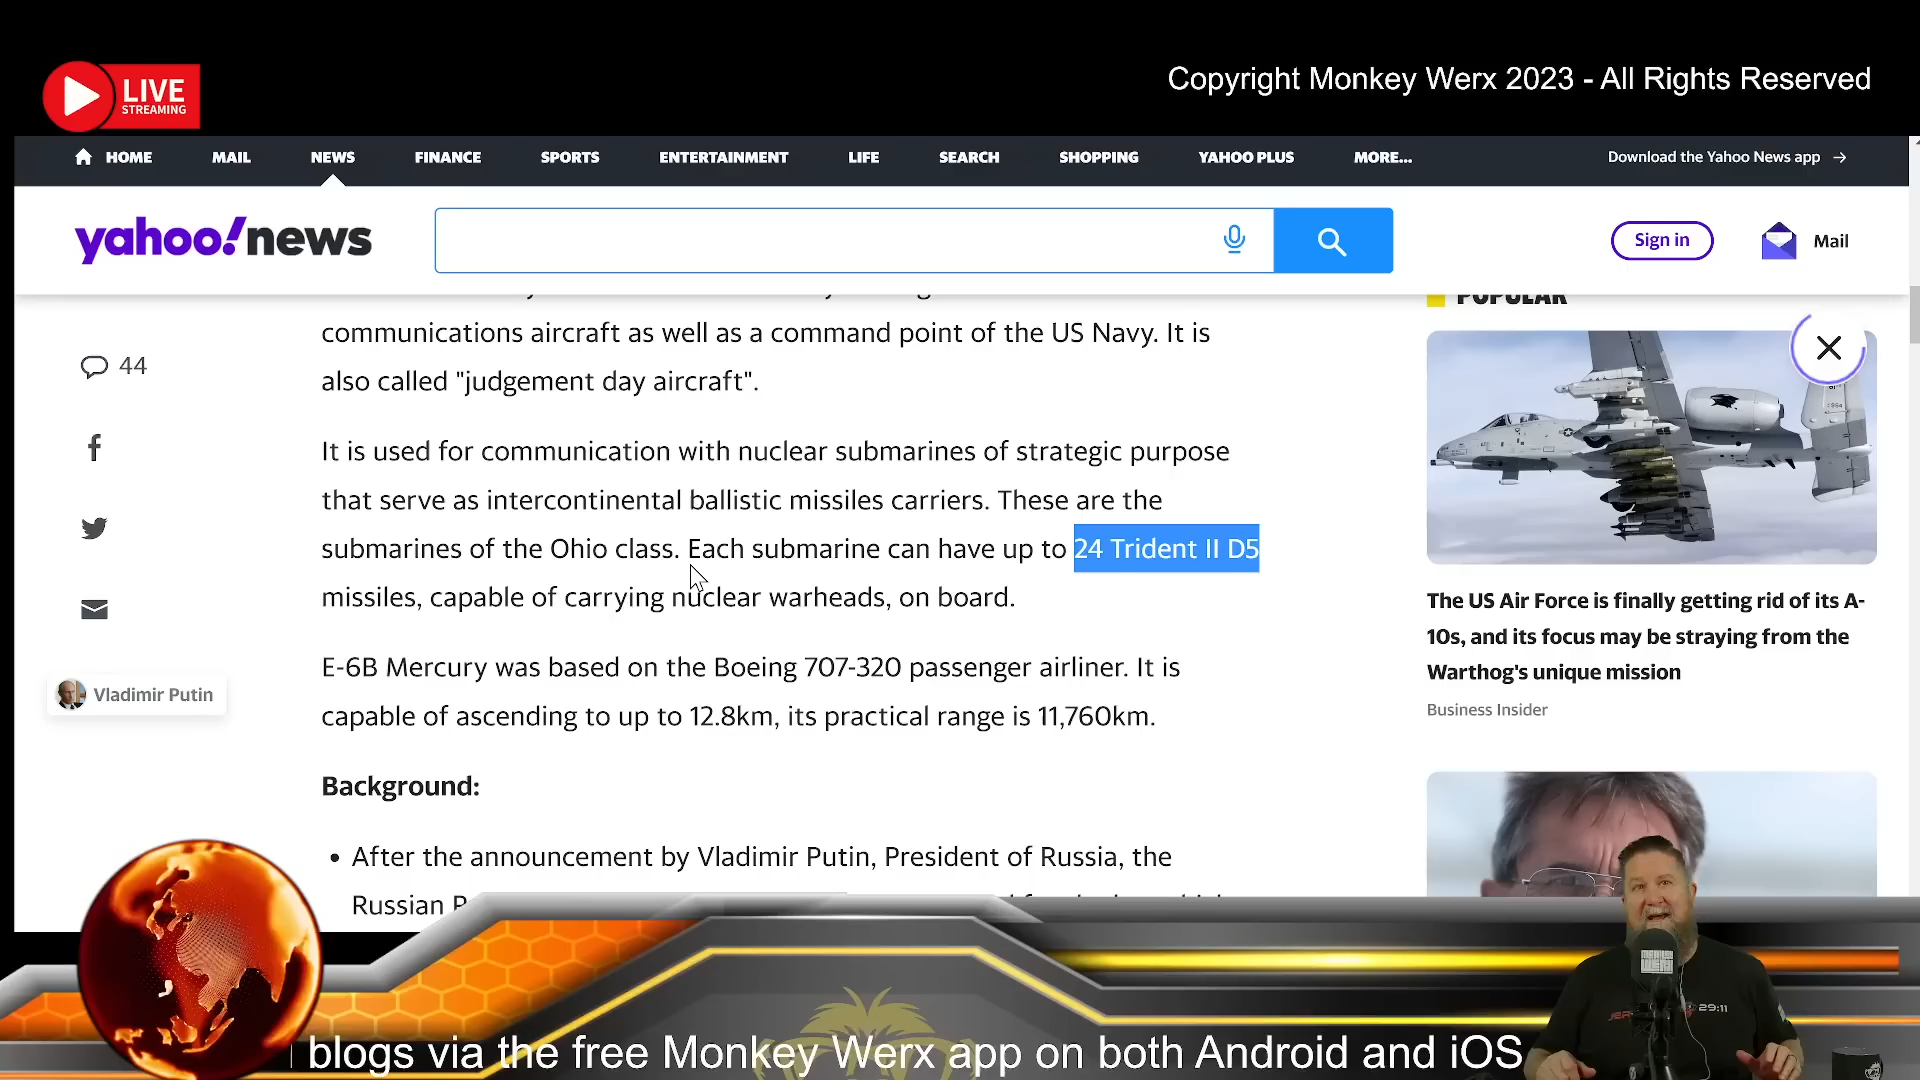 LIVE
STREAMING
Copyright Monkey Werx 2023 - All Rights Reserved
HOME MAIL NEWS FINANCE SPORTS ENTERTAINMENT LIFE SEARCH SHOPPING YAHOO PLUS MORE... Download the Yahoo News app →
yahoo!news
Sign in
Mail
POPULAR
communications aircraft as well as a command point of the US Navy. It is
also called "judgement day aircraft".
44
It is used for communication with nuclear submarines of strategic purpose
that serve as intercontinental ballistic missiles carriers. These are the
submarines of the Ohio class. Each submarine can have up to 24 Trident II D5
missiles, capable of carrying nuclear warheads, on board.
E-6B Mercury was based on the Boeing 707-320 passenger airliner. It is
capable of ascending to up to 12.8km, its practical range is 11,760km.
Vladimir Putin
Background:
• After the announcement by Vladimir Putin, President of Russia, the
Russian
The US Air Force is finally getting rid of its A-
10s, and its focus may be straying from the
Warthog's unique mission
Business Insider
29:11
blogs via the free Monkey Werx app on both Android and iOS